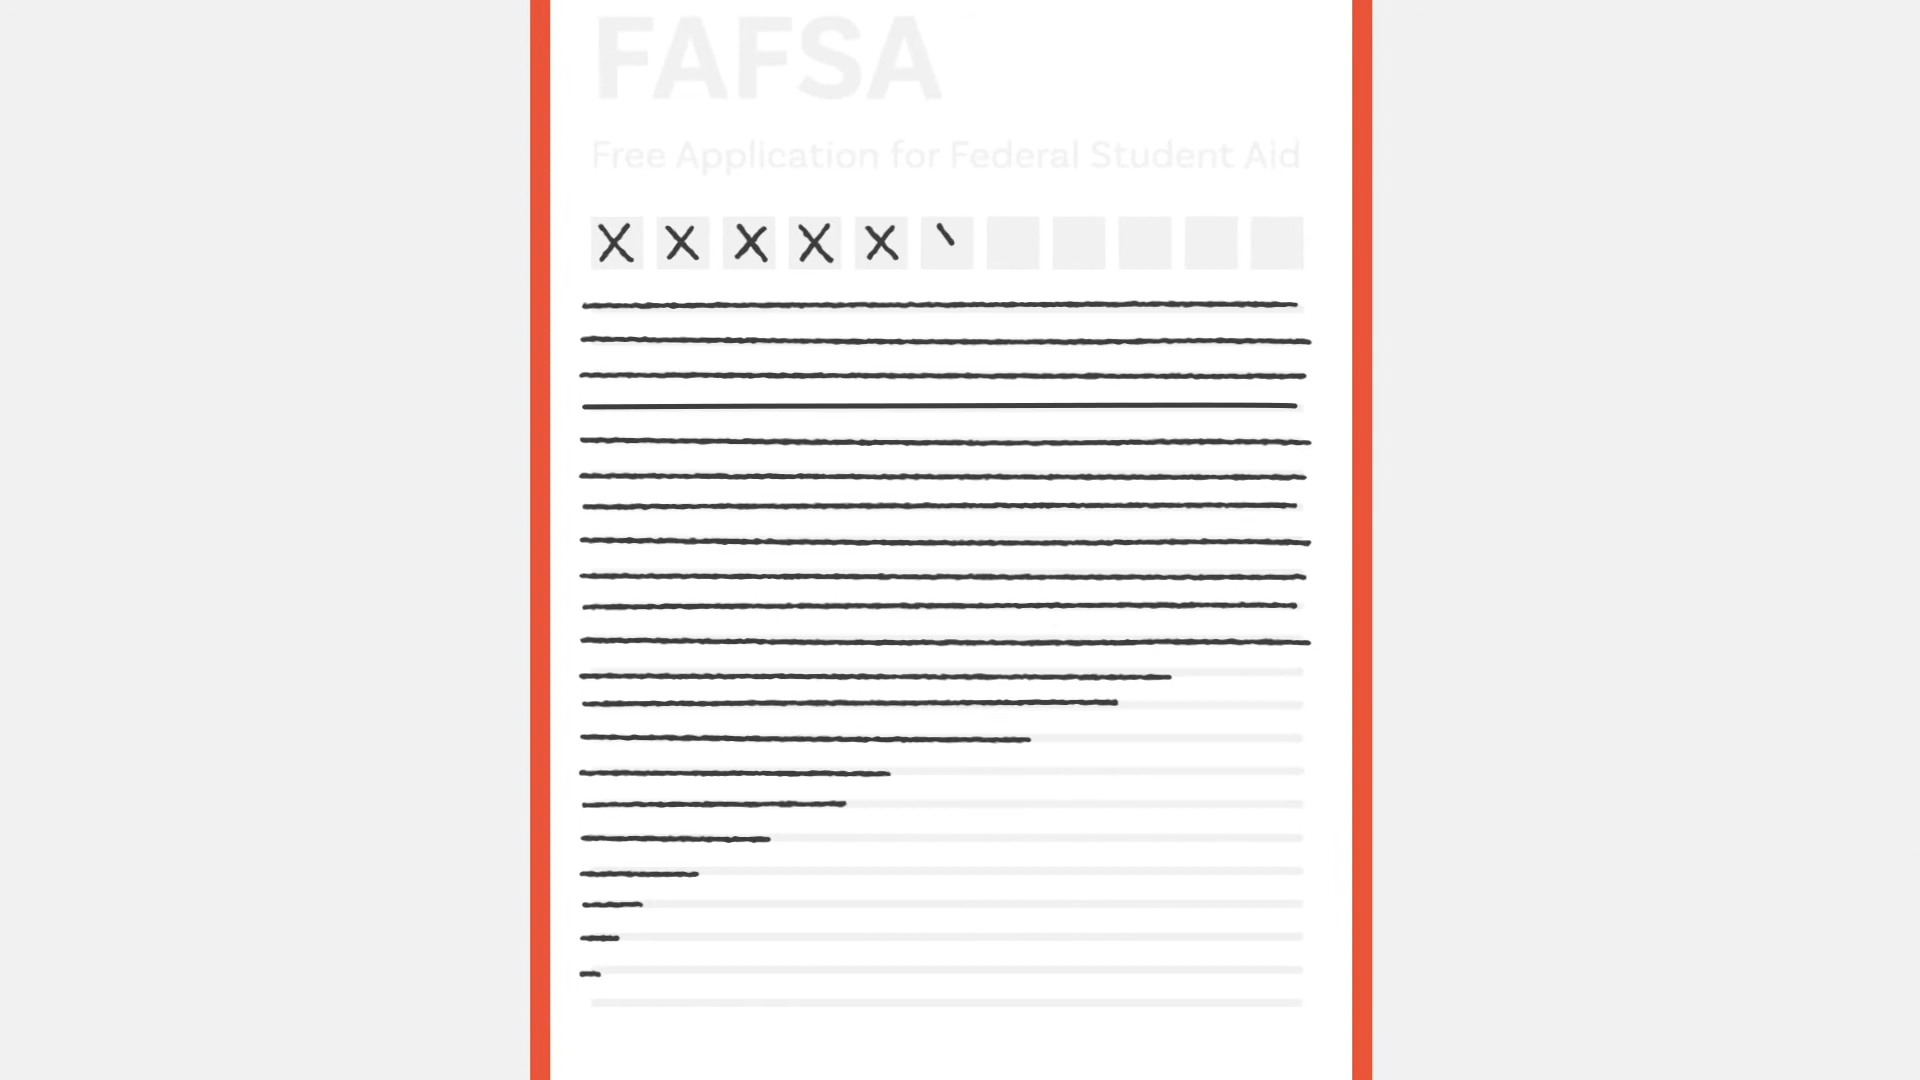 FAFSA
Free Application for Federal Student Aid
X X X X X